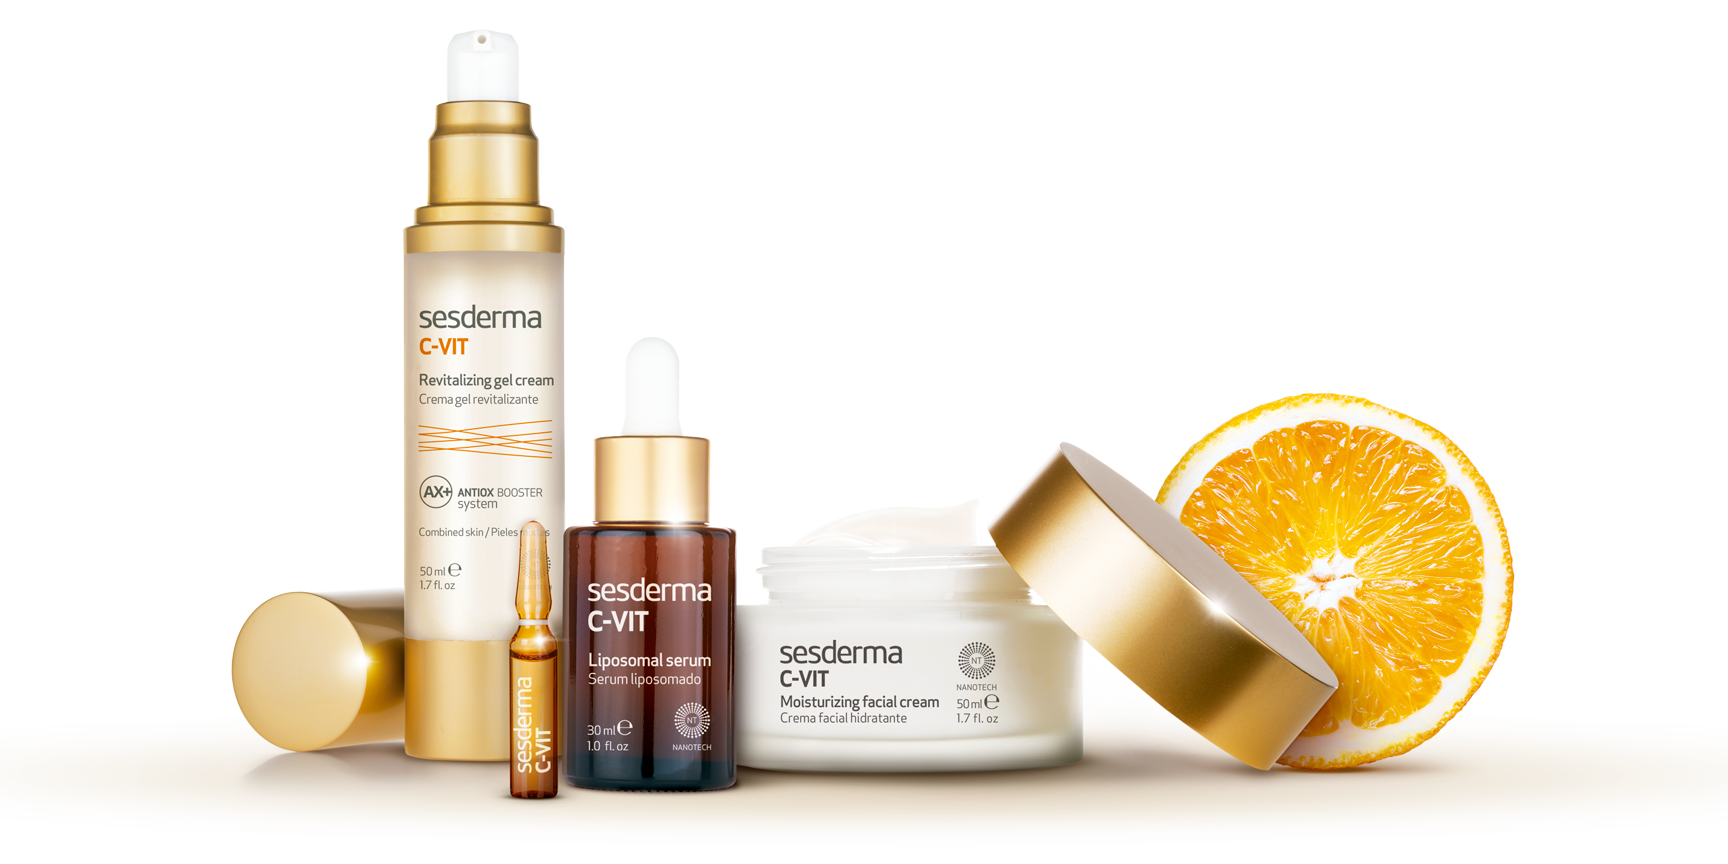 sesderma
C-VIT
Revitalizing gel cream
Crema gel revitalizante
AX+ ANTIOX BOOSTER
system
Combined skin / Pieles
50 ml ℮
1.7 fl. oz
sesderma
C-VIT
sesderma
C-VIT
Liposomal serum
Serum liposomado
30 ml ℮
1.0 fl. oz
NT
NANOTECH
sesderma
C-VIT
Moisturizing facial cream
Crema facial hidratante
NT
NANOTECH
50 ml ℮
1.7 fl. oz